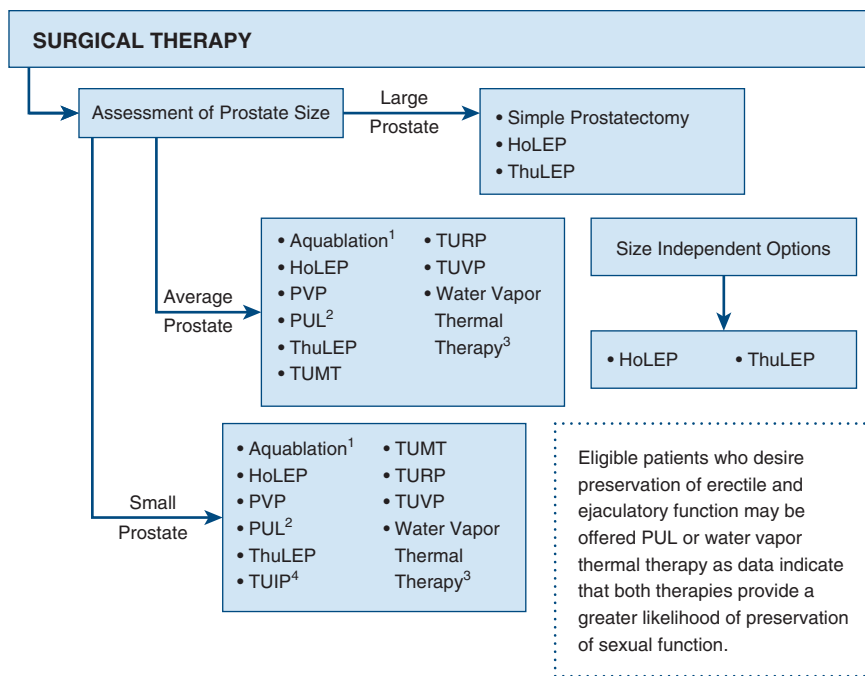 SURGICAL THERAPY
Assessment of Prostate Size
Large
Prostate
• Simple Prostatectomy
• HoLEP
• ThuLEP
Average
Prostate
• Aquablation¹
• HoLEP
• PVP
• PUL²
• ThuLEP
• TUMT
• TURP
• TUVP
• Water Vapor
Thermal
Therapy³
Size Independent Options
• HoLEP
• ThuLEP
Small
Prostate
• Aquablation¹
• HoLEP
• PVP
• PUL²
• ThuLEP
• TUIP⁴
• TUMT
• TURP
• TUVP
• Water Vapor
Thermal
Therapy³
Eligible patients who desire
preservation of erectile and
ejaculatory function may be
offered PUL or water vapor
thermal therapy as data indicate
that both therapies provide a
greater likelihood of preservation
of sexual function.